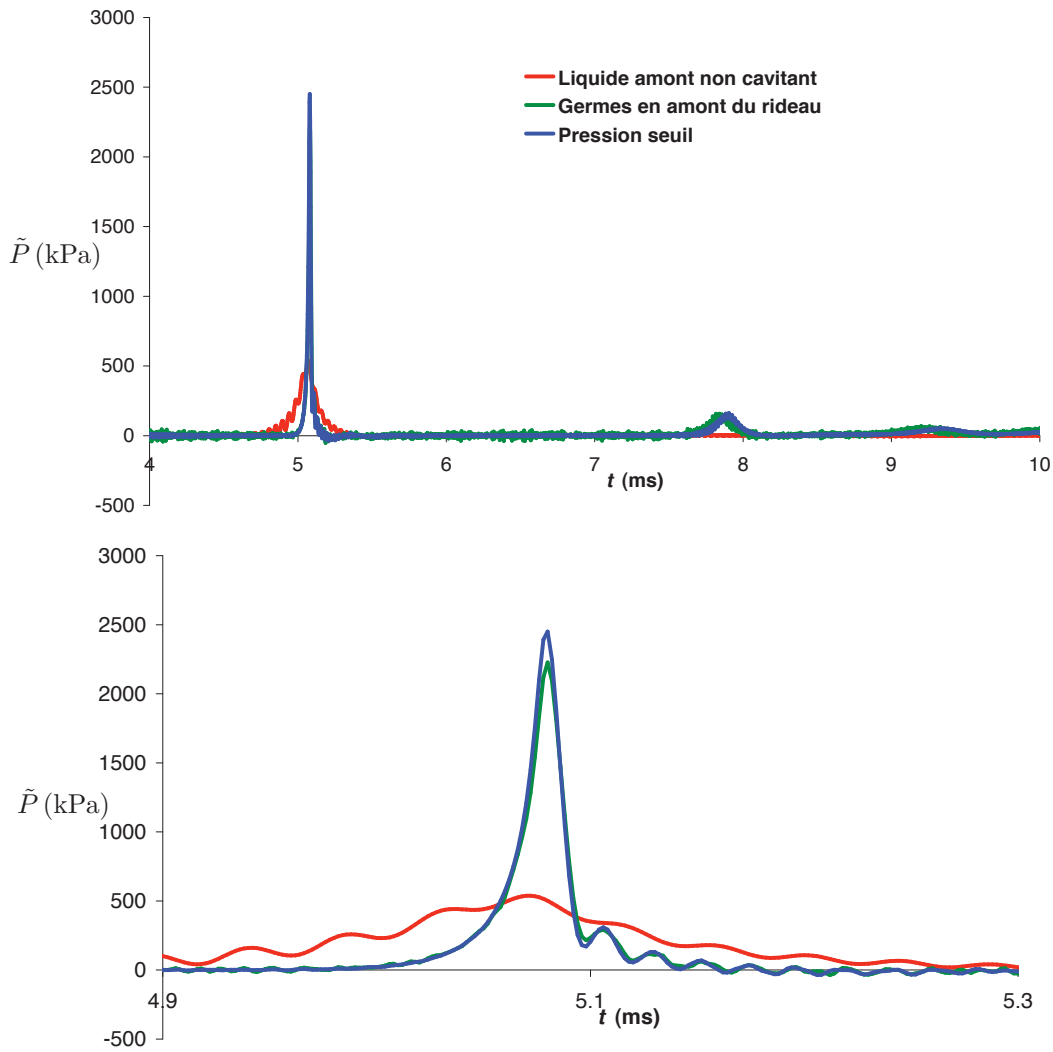 3000
2500
2000
1500
1000
500
0
-500
P̃ (kPa)
Liquide amont non cavitant
Germes en amont du rideau
Pression seuil
4 5 6 7 8 9 10
t (ms)
3000
2500
2000
1500
1000
500
0
-500
P̃ (kPa)
4.9 5.1 5.3
t (ms)